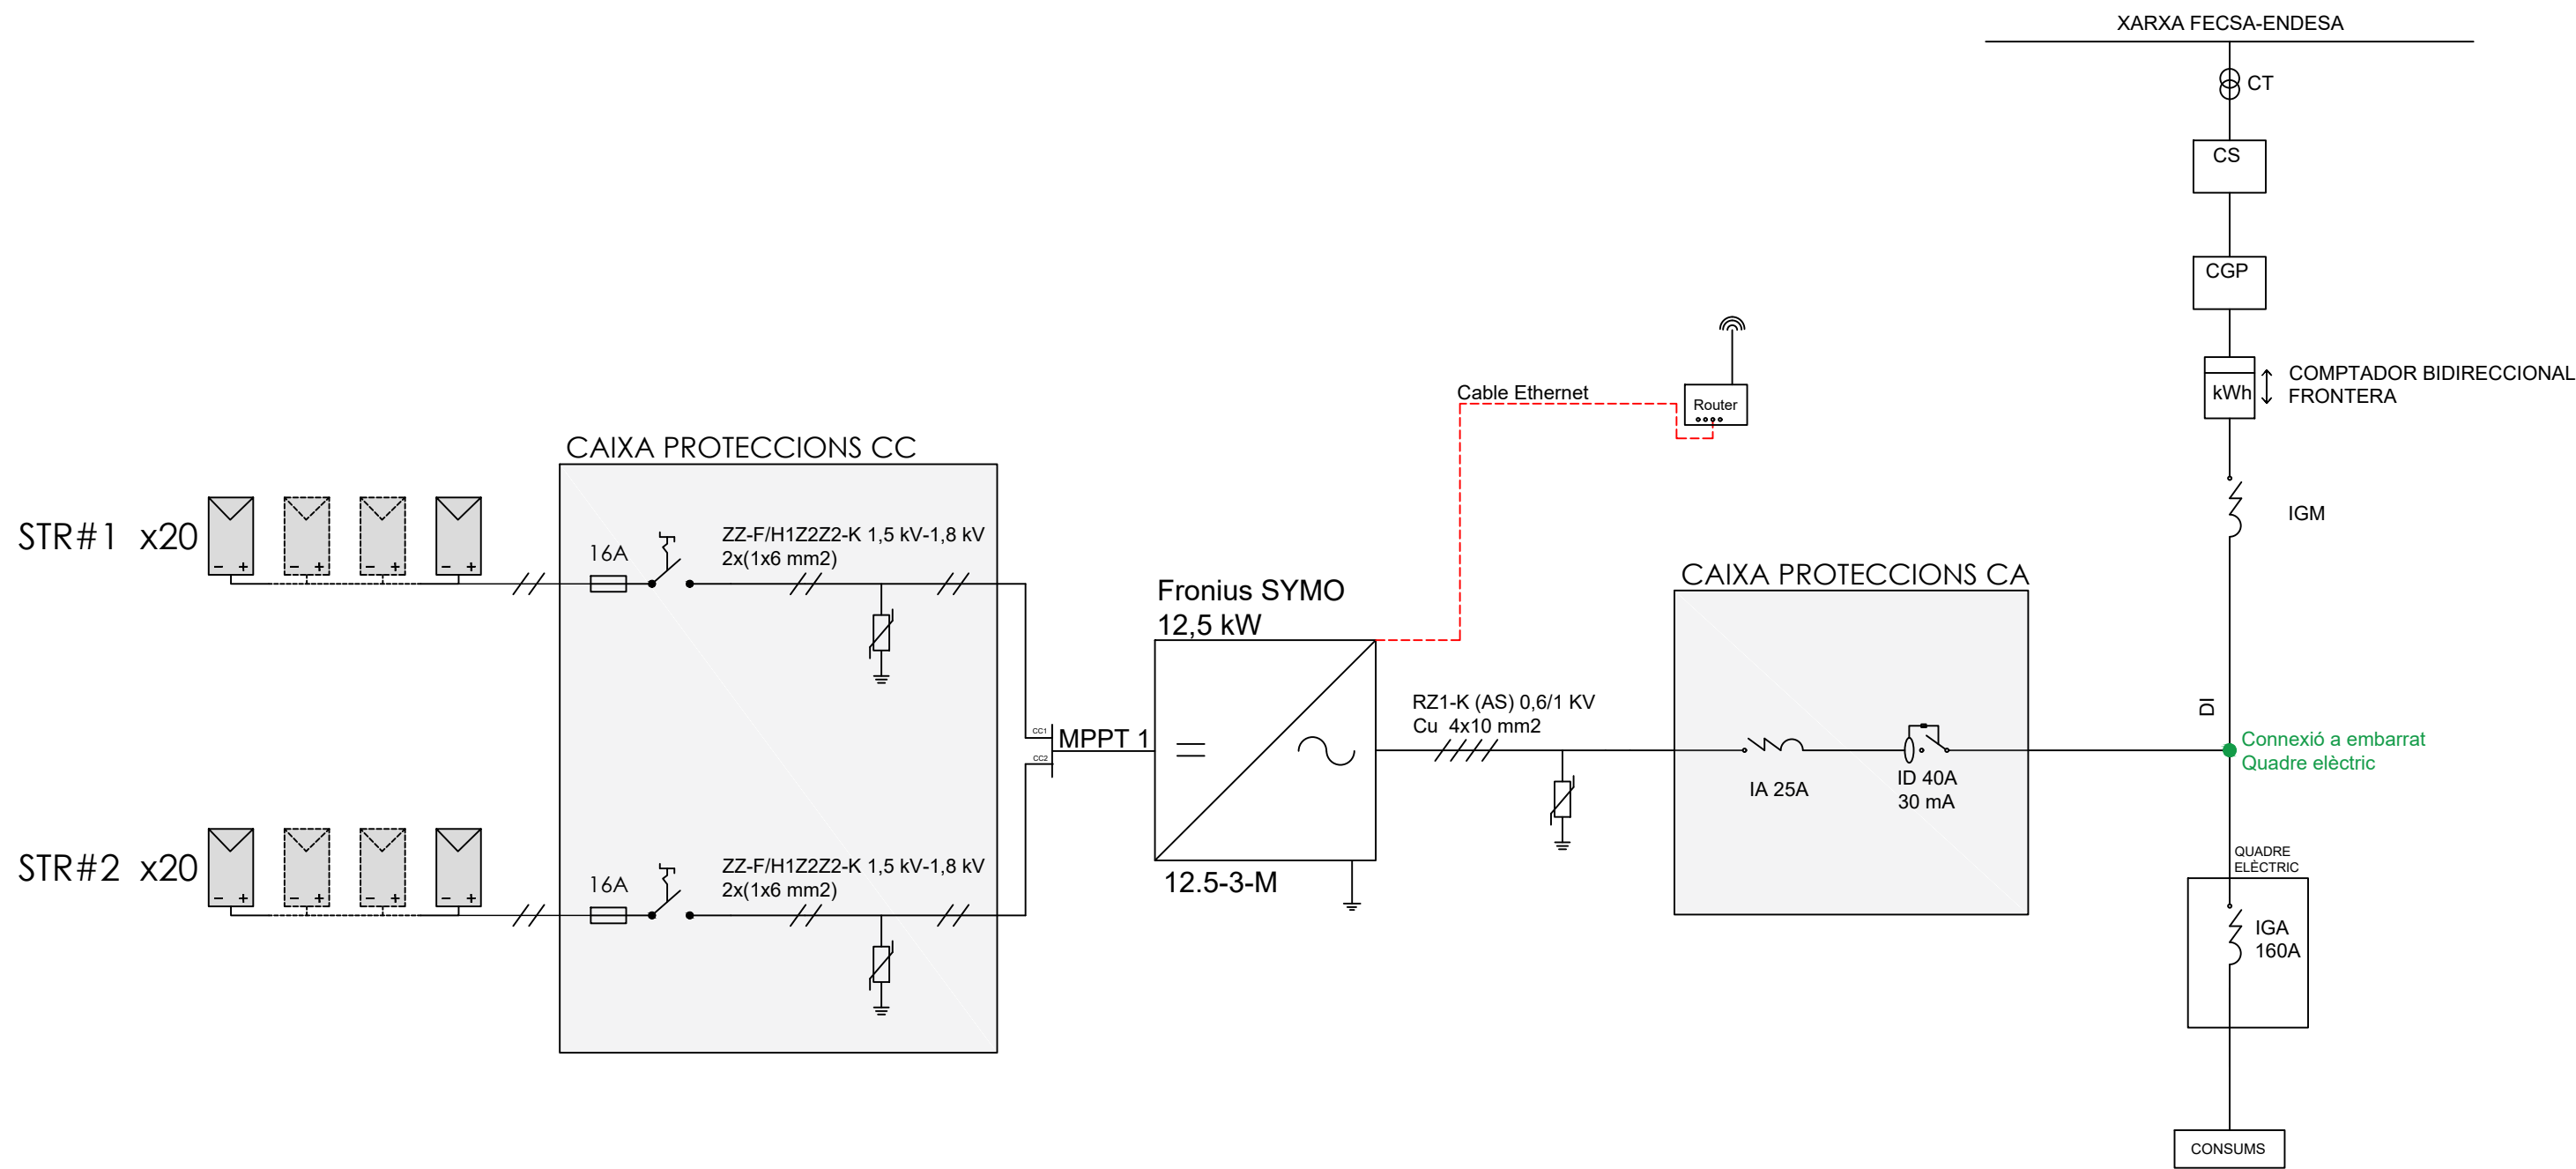 XARXA FECSA-ENDESA
CT
CS
CGP
kWh
COMPTADOR BIDIRECCIONAL
FRONTERA
IGM
Cable Ethernet
Router
CAIXA PROTECCIONS CC
STR#1 x20
- +
- +
- +
- +
16A
ZZ-F/H1Z2Z2-K 1,5 kV-1,8 kV
2x(1x6 mm2)
Fronius SYMO
12,5 kW
CAIXA PROTECCIONS CA
RZ1-K (AS) 0,6/1 KV
Cu 4x10 mm2
DI
CC1
MPPT 1
CC2
Connexió a embarrat
Quadre elèctric
IA 25A
ID 40A
30 mA
STR#2 x20
- +
- +
- +
- +
16A
ZZ-F/H1Z2Z2-K 1,5 kV-1,8 kV
2x(1x6 mm2)
12.5-3-M
QUADRE
ELÈCTRIC
IGA
160A
CONSUMS